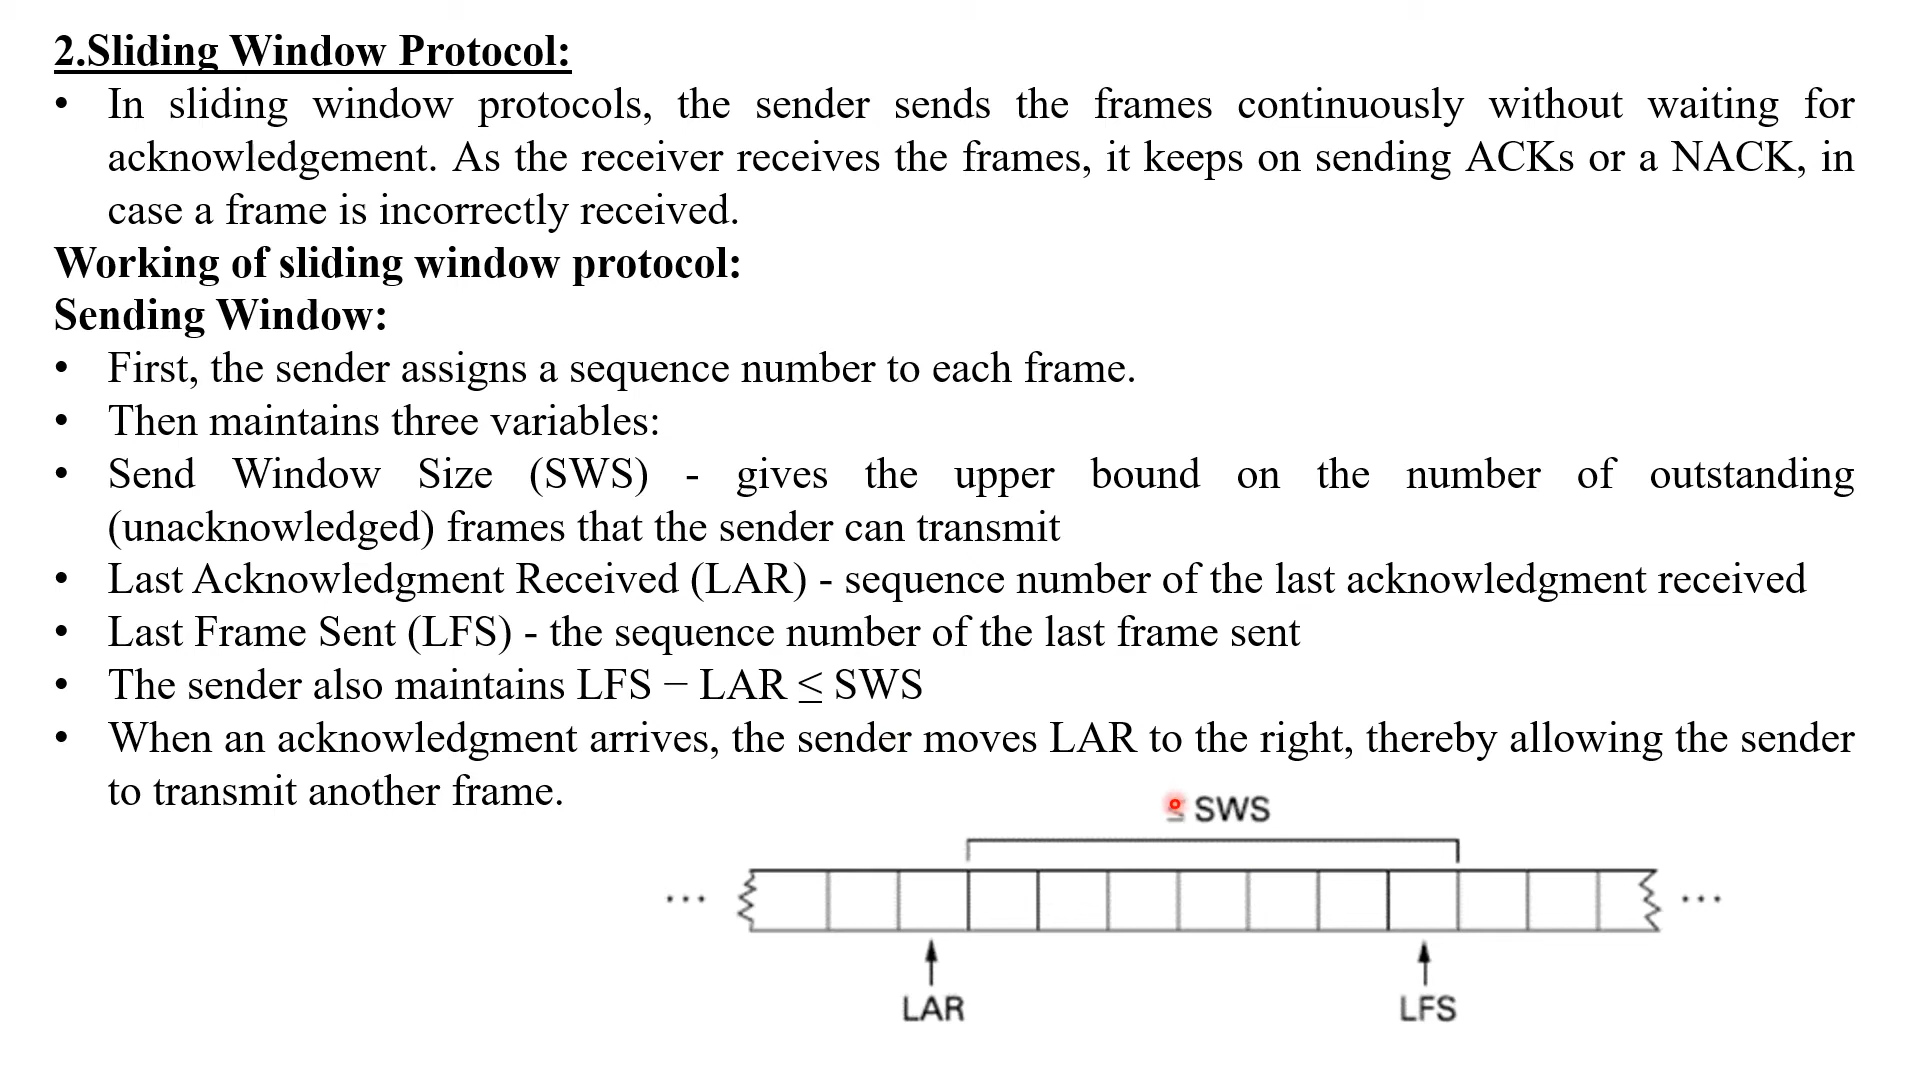 2.Sliding Window Protocol:
• In sliding window protocols, the sender sends the frames continuously without waiting for
acknowledgement. As the receiver receives the frames, it keeps on sending ACKs or a NACK, in
case a frame is incorrectly received.
Working of sliding window protocol:
Sending Window:
• First, the sender assigns a sequence number to each frame.
• Then maintains three variables:
• Send Window Size (SWS) - gives the upper bound on the number of outstanding
(unacknowledged) frames that the sender can transmit
• Last Acknowledgment Received (LAR) - sequence number of the last acknowledgment received
• Last Frame Sent (LFS) - the sequence number of the last frame sent
• The sender also maintains LFS − LAR ≤ SWS
• When an acknowledgment arrives, the sender moves LAR to the right, thereby allowing the sender
to transmit another frame.
≤ SWS
... ...
LAR LFS